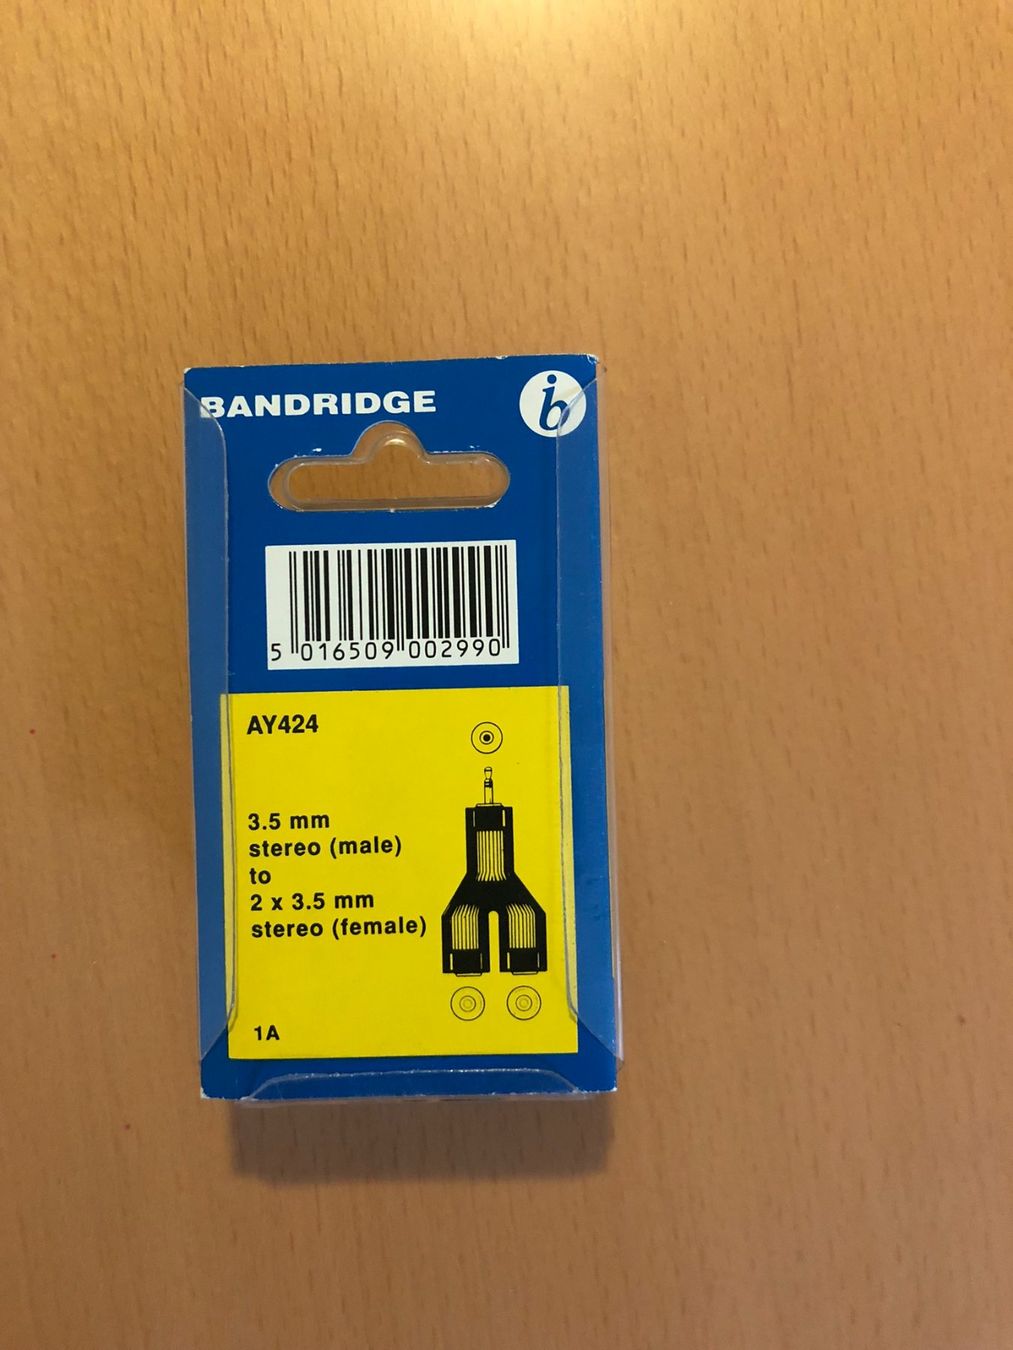 BANDRIDGE
b
5 016509 002990
AY424
3.5 mm
stereo (male)
to
2 x 3.5 mm
stereo (female)
1A